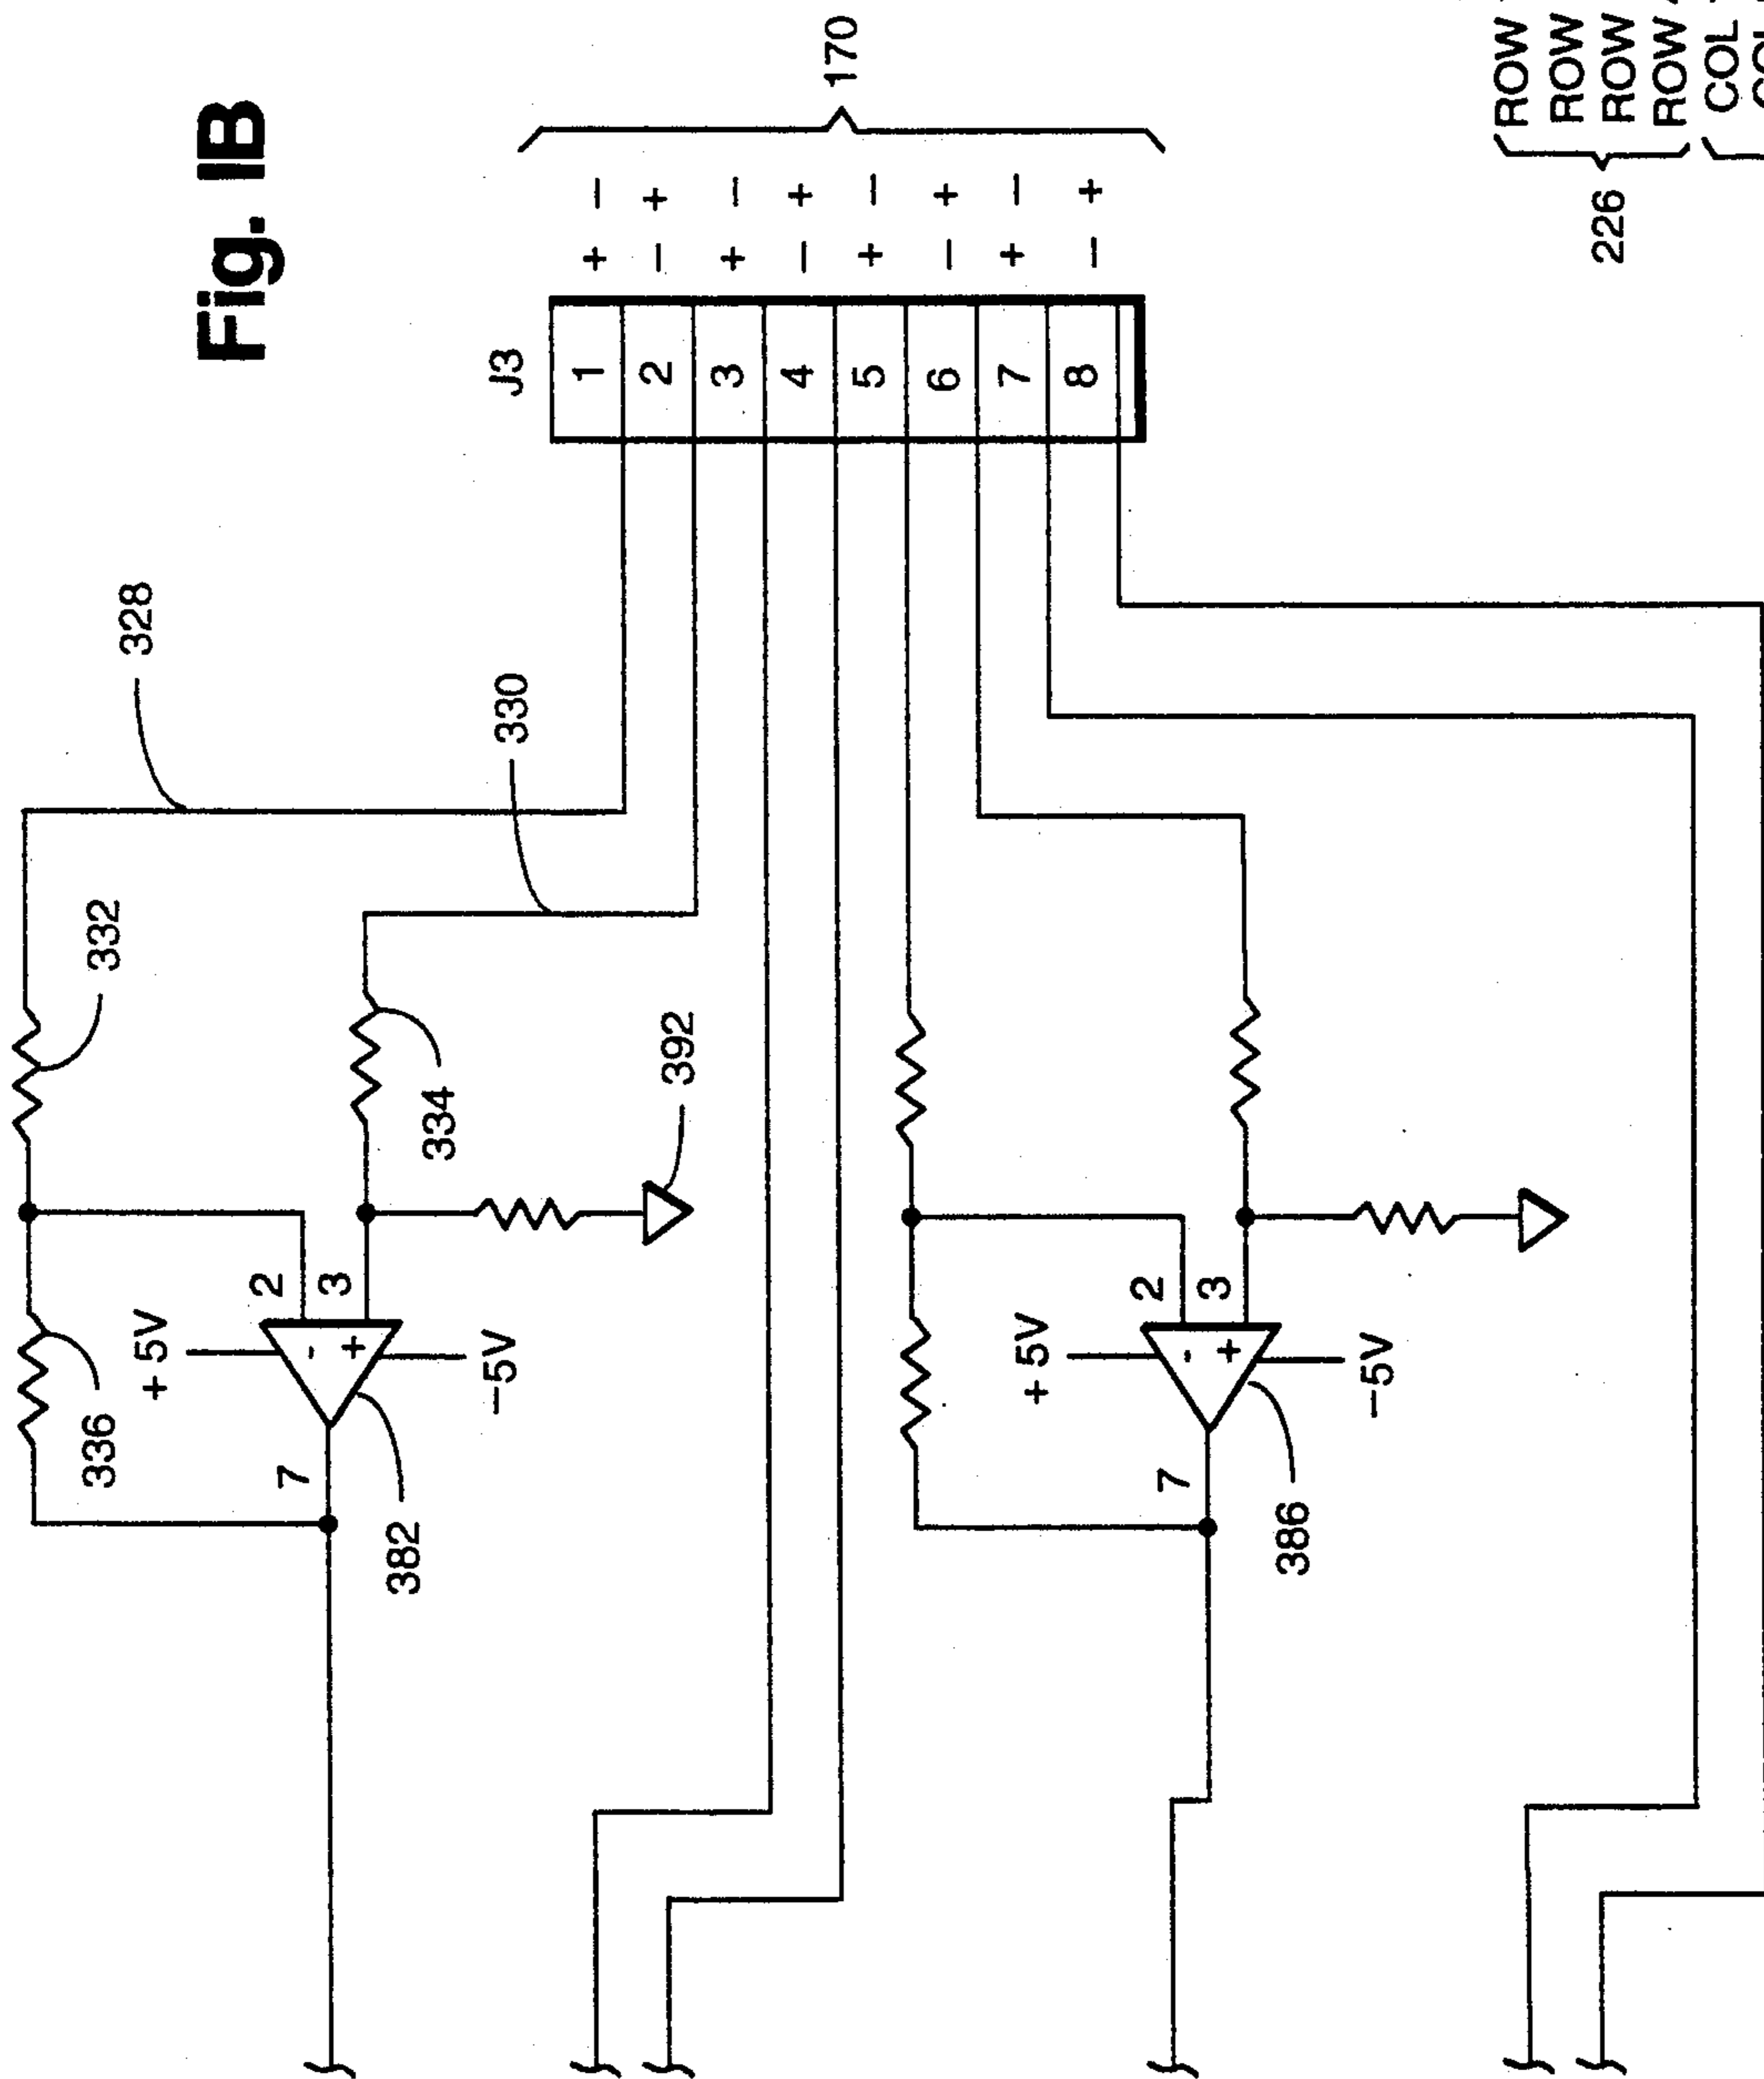 Fig. 1B
328
332
336
+5V
2
3
7
382
-5V
330
334
392
J3
1 + -
2 - +
3 + -
4 - +
5 + -
6 - +
7 + -
8 - +
170
+5V
2
3
7
386
-5V
- +
- +
226
ROW
ROW
ROW
ROW
COL